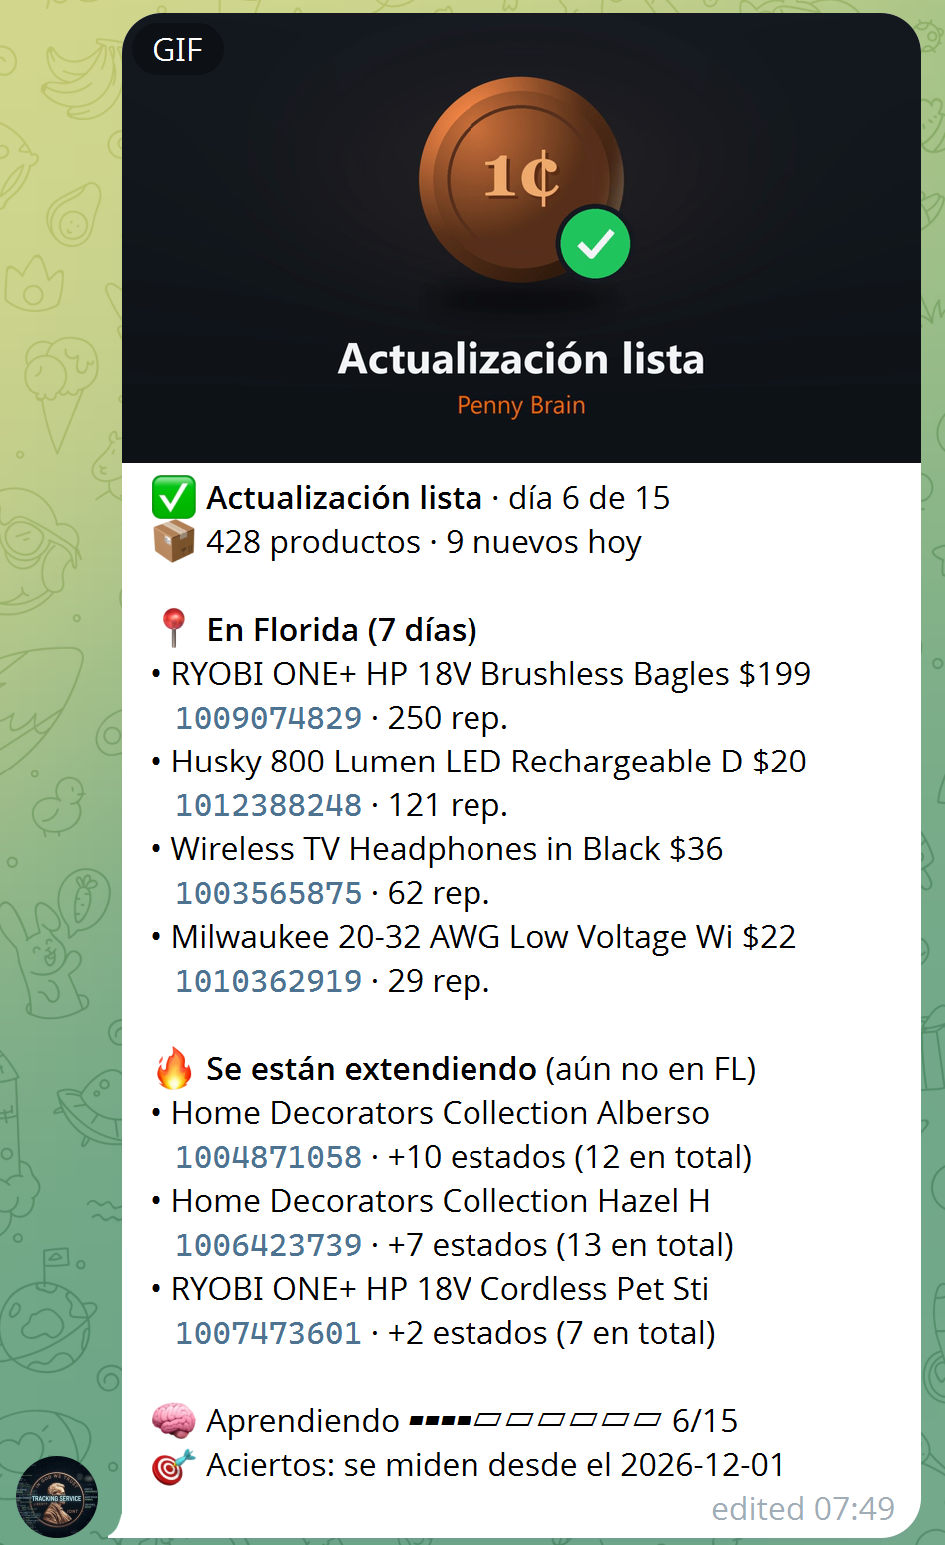 GIF
1¢
Actualización lista
Penny Brain
✅ Actualización lista · día 6 de 15
📦 428 productos · 9 nuevos hoy
📍 En Florida (7 días)
• RYOBI ONE+ HP 18V Brushless Bagles $199
1009074829 · 250 rep.
• Husky 800 Lumen LED Rechargeable D $20
1012388248 · 121 rep.
• Wireless TV Headphones in Black $36
1003565875 · 62 rep.
• Milwaukee 20-32 AWG Low Voltage Wi $22
1010362919 · 29 rep.
🔥 Se están extendiendo (aún no en FL)
• Home Decorators Collection Alberso
1004871058 · +10 estados (12 en total)
• Home Decorators Collection Hazel H
1006423739 · +7 estados (13 en total)
• RYOBI ONE+ HP 18V Cordless Pet Sti
1007473601 · +2 estados (7 en total)
🧠 Aprendiendo ▰▰▰▰▱▱▱▱▱▱ 6/15
🎯 Aciertos: se miden desde el 2026-12-01
edited 07:49
TRACKING SERVICE